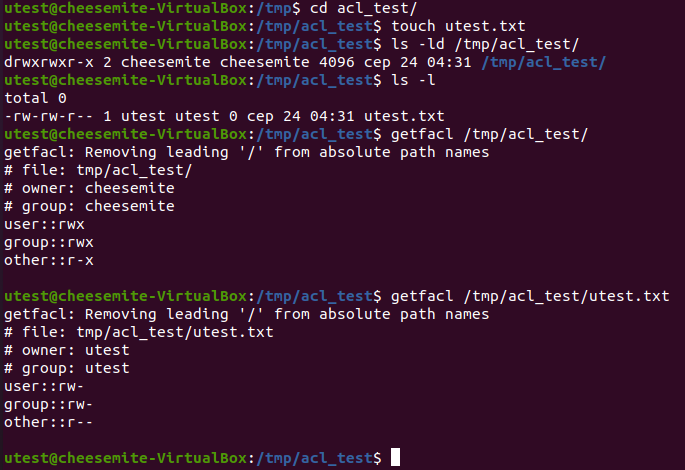 utest@cheesemite-VirtualBox:/tmp$ cd acl_test/
utest@cheesemite-VirtualBox:/tmp/acl_test$ touch utest.txt
utest@cheesemite-VirtualBox:/tmp/acl_test$ ls -ld /tmp/acl_test/
drwxrwxr-x 2 cheesemite cheesemite 4096 сер 24 04:31 /tmp/acl_test/
utest@cheesemite-VirtualBox:/tmp/acl_test$ ls -l
total 0
-rw-rw-r-- 1 utest utest 0 сер 24 04:31 utest.txt
utest@cheesemite-VirtualBox:/tmp/acl_test$ getfacl /tmp/acl_test/
getfacl: Removing leading '/' from absolute path names
# file: tmp/acl_test/
# owner: cheesemite
# group: cheesemite
user::rwx
group::rwx
other::r-x
utest@cheesemite-VirtualBox:/tmp/acl_test$ getfacl /tmp/acl_test/utest.txt
getfacl: Removing leading '/' from absolute path names
# file: tmp/acl_test/utest.txt
# owner: utest
# group: utest
user::rw-
group::rw-
other::r--
utest@cheesemite-VirtualBox:/tmp/acl_test$